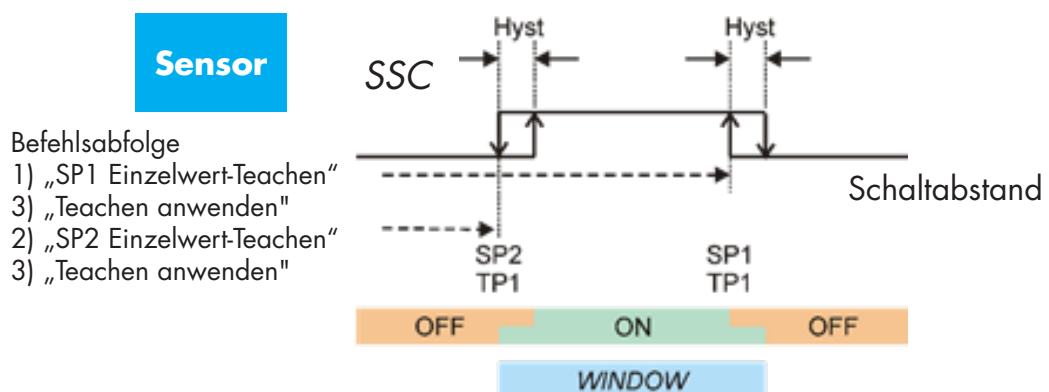 Hyst Hyst
Sensor
SSC
Befehlsabfolge
1) „SP1 Einzelwert-Teachen“
3) „Teachen anwenden"
2) „SP2 Einzelwert-Teachen“
3) „Teachen anwenden"
Schaltabstand
SP2 SP1
TP1 TP1
OFF ON OFF
WINDOW